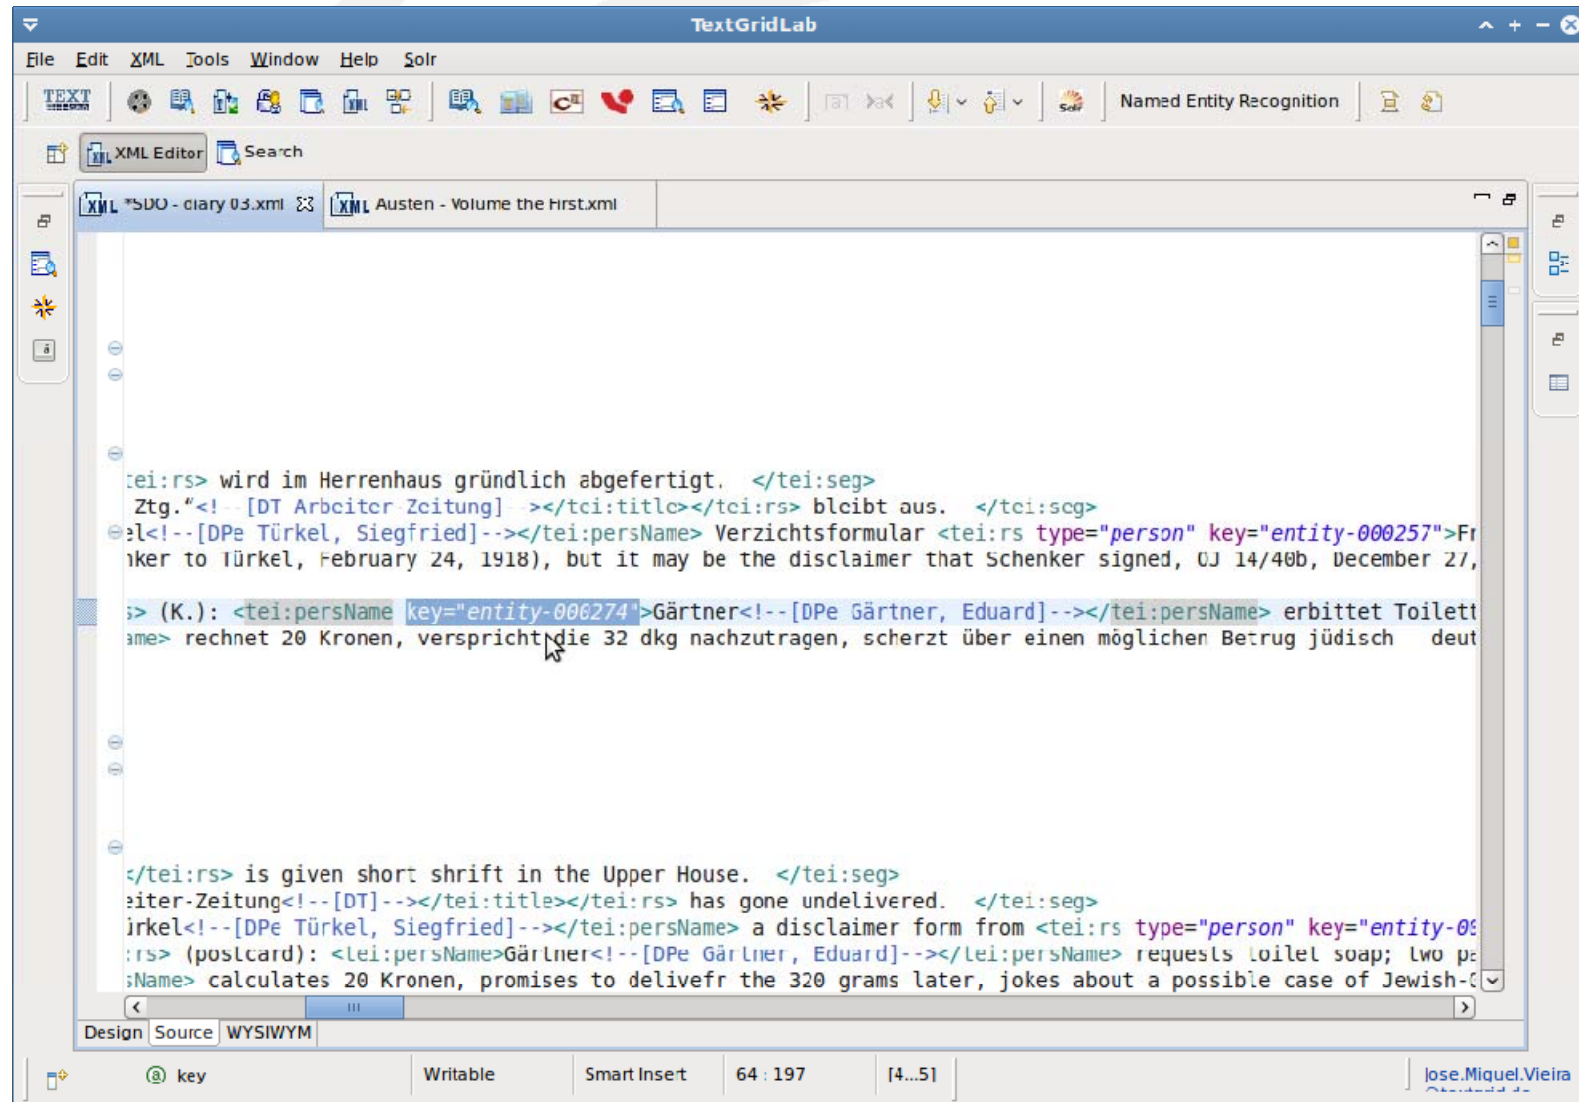 TextGridLab
File Edit XML Tools Window Help Solr
TEXT Solr Named Entity Recognition
XML Editor Search
*SDO - diary 03.xml Austen - Volume the First.xml
tei:rs> wird im Herrenhaus gründlich abgefertigt. </tei:seg>
Ztg.“<!--[DT Arbeiter-Zeitung]--></tei:title></tei:rs> bleibt aus. </tei:seg>
el<!--[DPe Türkel, Siegfried]--></tei:persName> Verzichtsformular <tei:rs type="person" key="entity-000257">Fr
nker to Türkel, February 24, 1918), but it may be the disclaimer that Schenker signed, OJ 14/40b, December 27,
s> (K.): <tei:persName key="entity-000274">Gärtner<!--[DPe Gärtner, Eduard]--></tei:persName> erbittet Toilett
ame> rechnet 20 Kronen, verspricht die 32 dkg nachzutragen, scherzt über einen möglichen Betrug jüdisch deut
</tei:rs> is given short shrift in the Upper House. </tei:seg>
eiter-Zeitung<!--[DT]--></tei:title></tei:rs> has gone undelivered. </tei:seg>
ürkel<!--[DPe Türkel, Siegfried]--></tei:persName> a disclaimer form from <tei:rs type="person" key="entity-00
:rs> (postcard): <tei:persName>Gärtner<!--[DPe Gärtner, Eduard]--></tei:persName> requests toilet soap; two pa
sName> calculates 20 Kronen, promises to delivefr the 320 grams later, jokes about a possible case of Jewish-G
Design Source WYSIWYM
key Writable Smart Insert 64 : 197 [4...5] Jose.Miguel.Vieira